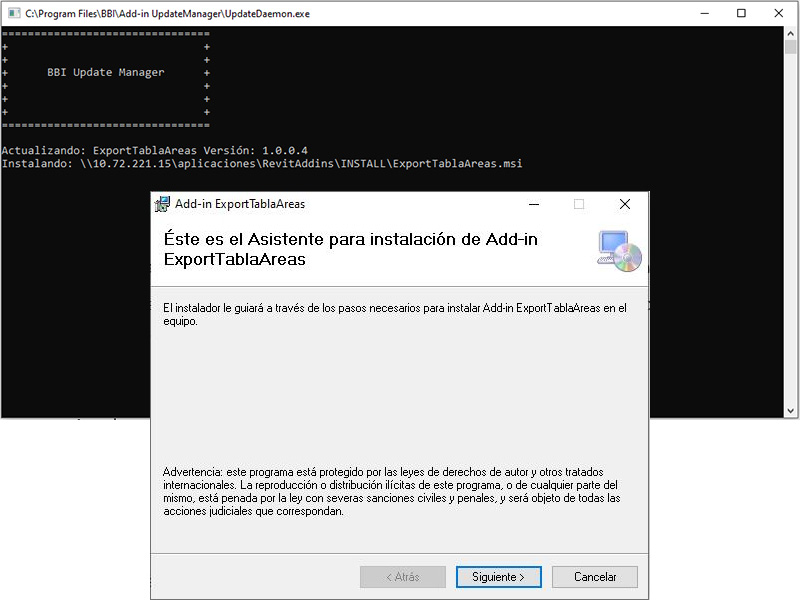 C:\Program Files\BBI\Add-in UpdateManager\UpdateDaemon.exe
================================
+ +
+ +
+ BBI Update Manager +
+ +
+ +
+ +
================================
Actualizando: ExportTablaAreas Versión: 1.0.0.4
Instalando: \\10.72.221.15\aplicaciones\RevitAddins\INSTALL\ExportTablaAreas.msi
Add-in ExportTablaAreas
Éste es el Asistente para instalación de Add-in
ExportTablaAreas
El instalador le guiará a través de los pasos necesarios para instalar Add-in ExportTablaAreas en el
equipo.
Advertencia: este programa está protegido por las leyes de derechos de autor y otros tratados
internacionales. La reproducción o distribución ilícitas de este programa, o de cualquier parte del
mismo, está penada por la ley con severas sanciones civiles y penales, y será objeto de todas las
acciones judiciales que correspondan.
< Atrás
Siguiente >
Cancelar